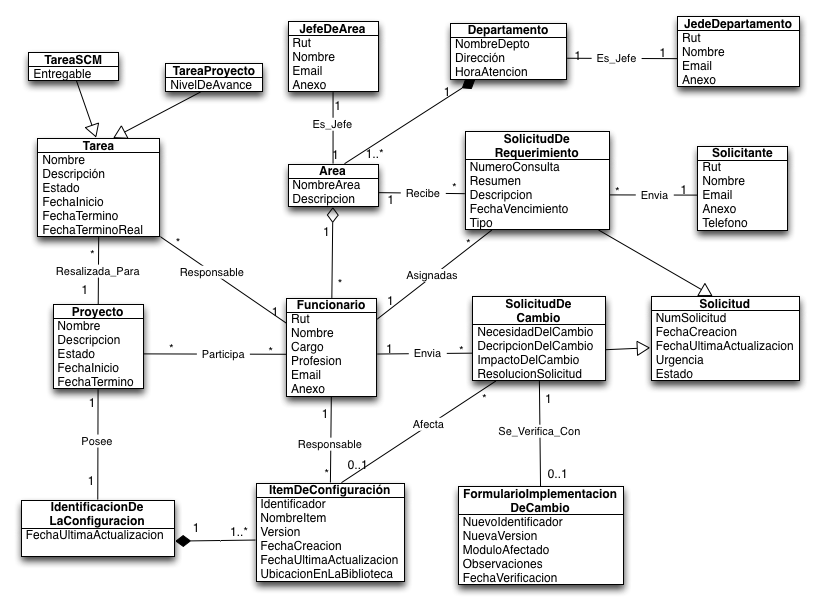 JefeDeArea
Rut
Nombre
Email
Anexo
Departamento
NombreDepto
Dirección
HoraAtencion
1
Es_Jefe
1
JedeDepartamento
Rut
Nombre
Email
Anexo
TareaSCM
Entregable
TareaProyecto
NivelDeAvance
1
Es_Jefe
1
1
1..*
Tarea
Nombre
Descripción
Estado
FechaInicio
FechaTermino
FechaTerminoReal
Area
NombreArea
Descripcion
1
Recibe
*
SolicitudDe
Requerimiento
NumeroConsulta
Resumen
Descripcion
FechaVencimiento
Tipo
*
Envia
1
Solicitante
Rut
Nombre
Email
Anexo
Telefono
*
Resalizada_Para
1
*
Responsable
1
1
*
*
Asignadas
1
Proyecto
Nombre
Descripcion
Estado
FechaInicio
FechaTermino
*
Participa
*
Funcionario
Rut
Nombre
Cargo
Profesion
Email
Anexo
1
Envia
*
SolicitudDe
Cambio
NecesidadDelCambio
DecripcionDelCambio
ImpactoDelCambio
ResolucionSolicitud
Solicitud
NumSolicitud
FechaCreacion
FechaUltimaActualizacion
Urgencia
Estado
1
Posee
1
1
Responsable
*
*
Afecta
0..1
1
Se_Verifica_Con
0..1
IdentificacionDe
LaConfiguracion
FechaUltimaActualizacion
1
1..*
ItemDeConfiguración
Identificador
NombreItem
Version
FechaCreacion
FechaUltimaActualizacion
UbicacionEnLaBiblioteca
FormularioImplementacion
DeCambio
NuevoIdentificador
NuevaVersion
ModuloAfectado
Observaciones
FechaVerificacion